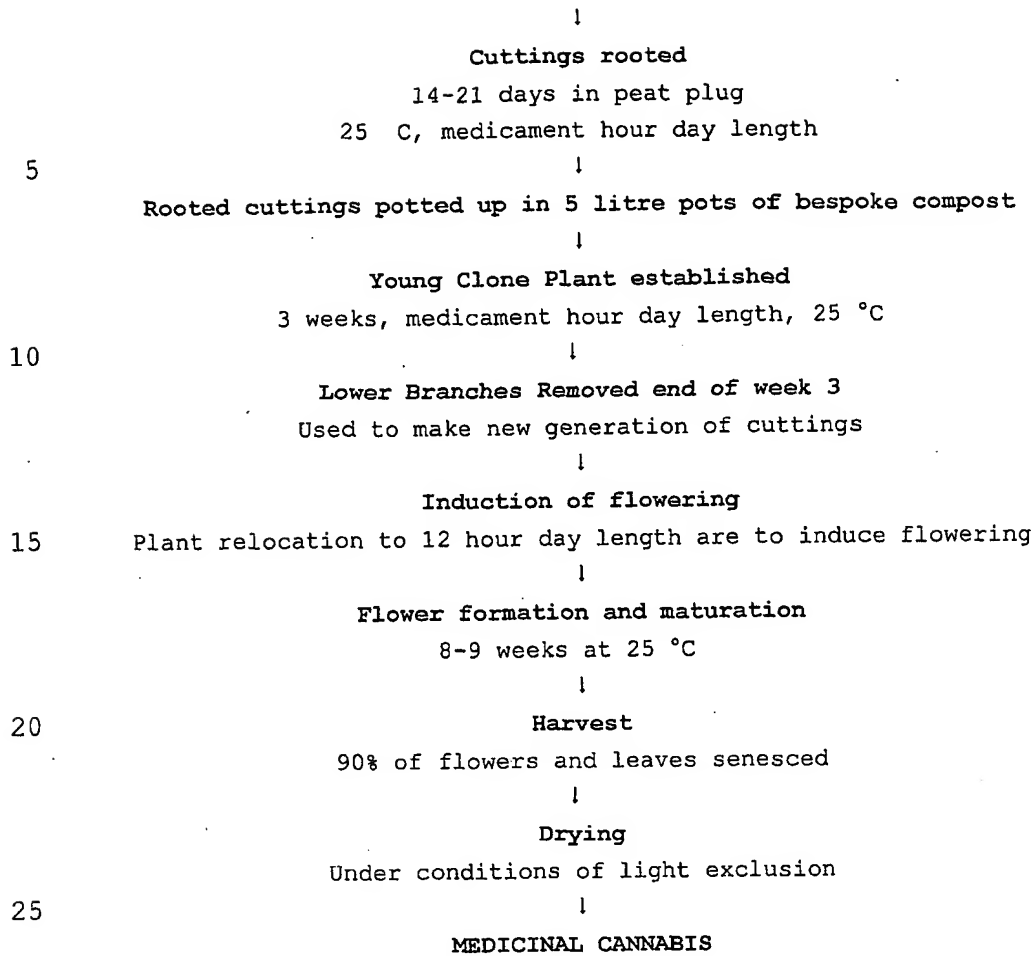 ↓
Cuttings rooted
14-21 days in peat plug
25 C, medicament hour day length
5 ↓
Rooted cuttings potted up in 5 litre pots of bespoke compost
↓
Young Clone Plant established
3 weeks, medicament hour day length, 25 °C
10 ↓
Lower Branches Removed end of week 3
Used to make new generation of cuttings
↓
Induction of flowering
15 Plant relocation to 12 hour day length are to induce flowering
↓
Flower formation and maturation
8-9 weeks at 25 °C
↓
20 Harvest
90% of flowers and leaves senesced
↓
Drying
Under conditions of light exclusion
25 ↓
MEDICINAL CANNABIS